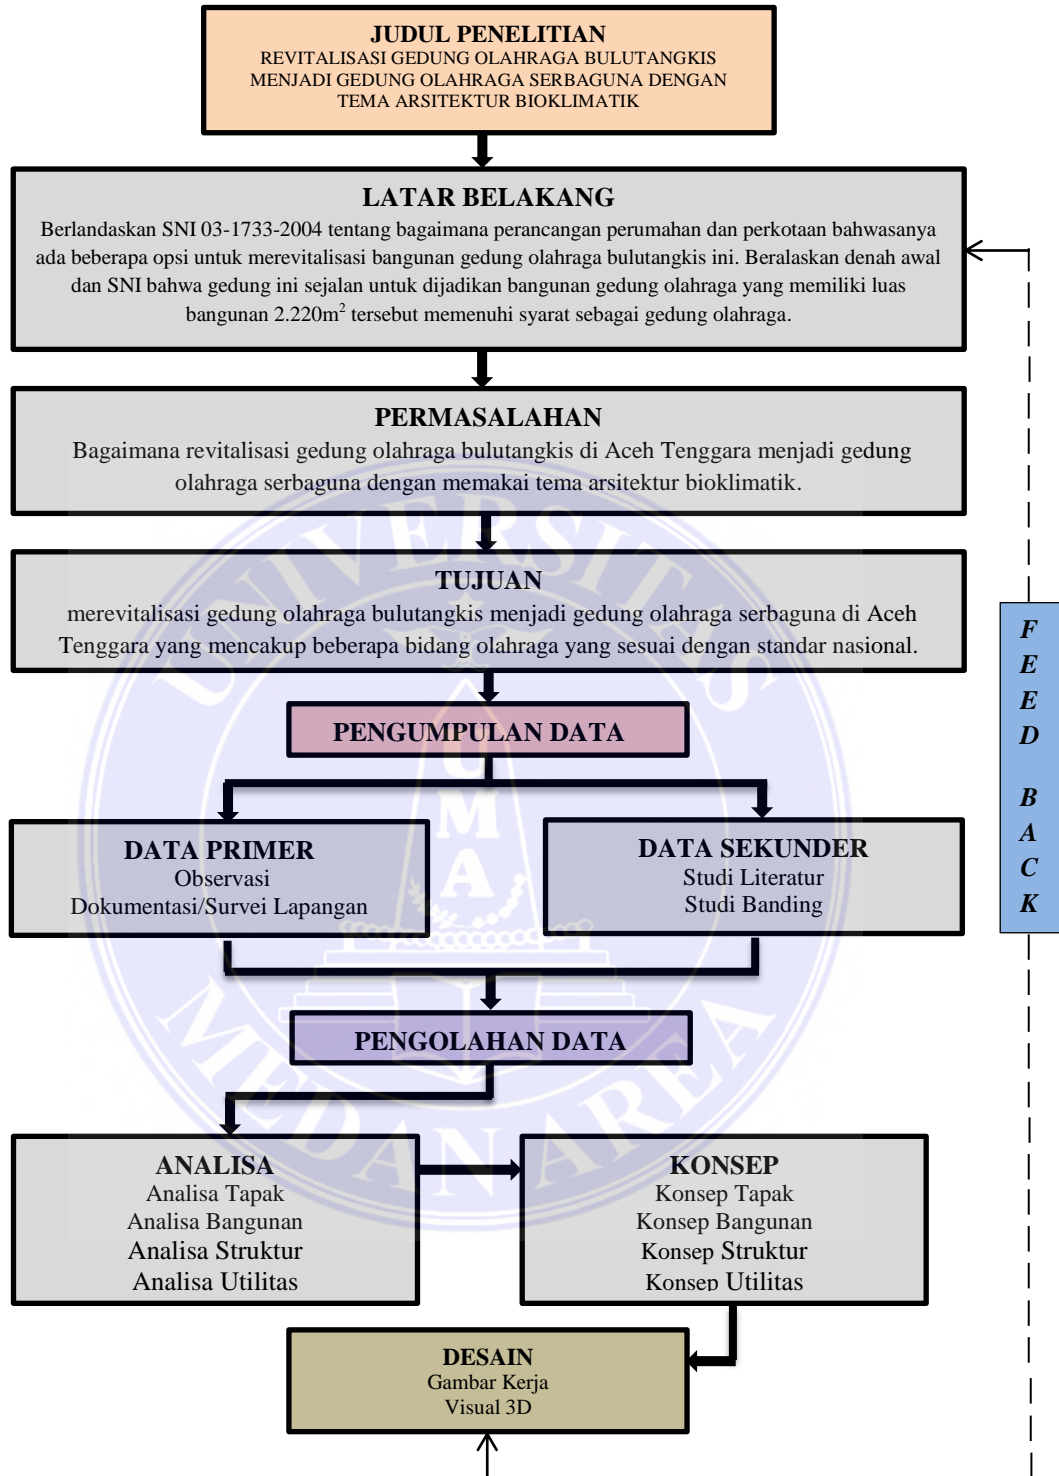 JUDUL PENELITIAN
REVITALISASI GEDUNG OLAHRAGA BULUTANGKIS
MENJADI GEDUNG OLAHRAGA SERBAGUNA DENGAN
TEMA ARSITEKTUR BIOKLIMATIK
LATAR BELAKANG
Berlandaskan SNI 03-1733-2004 tentang bagaimana perancangan perumahan dan perkotaan bahwasanya
ada beberapa opsi untuk merevitalisasi bangunan gedung olahraga bulutangkis ini. Beralaskan denah awal
dan SNI bahwa gedung ini sejalan untuk dijadikan bangunan gedung olahraga yang memiliki luas
bangunan 2.220m² tersebut memenuhi syarat sebagai gedung olahraga.
PERMASALAHAN
Bagaimana revitalisasi gedung olahraga bulutangkis di Aceh Tenggara menjadi gedung
olahraga serbaguna dengan memakai tema arsitektur bioklimatik.
TUJUAN
merevitalisasi gedung olahraga bulutangkis menjadi gedung olahraga serbaguna di Aceh
Tenggara yang mencakup beberapa bidang olahraga yang sesuai dengan standar nasional.
PENGUMPULAN DATA
DATA PRIMER
Observasi
Dokumentasi/Survei Lapangan
DATA SEKUNDER
Studi Literatur
Studi Banding
PENGOLAHAN DATA
ANALISA
Analisa Tapak
Analisa Bangunan
Analisa Struktur
Analisa Utilitas
KONSEP
Konsep Tapak
Konsep Bangunan
Konsep Struktur
Konsep Utilitas
DESAIN
Gambar Kerja
Visual 3D
FEED BACK
UNIVERSITAS
MEDAN AREA
UMA